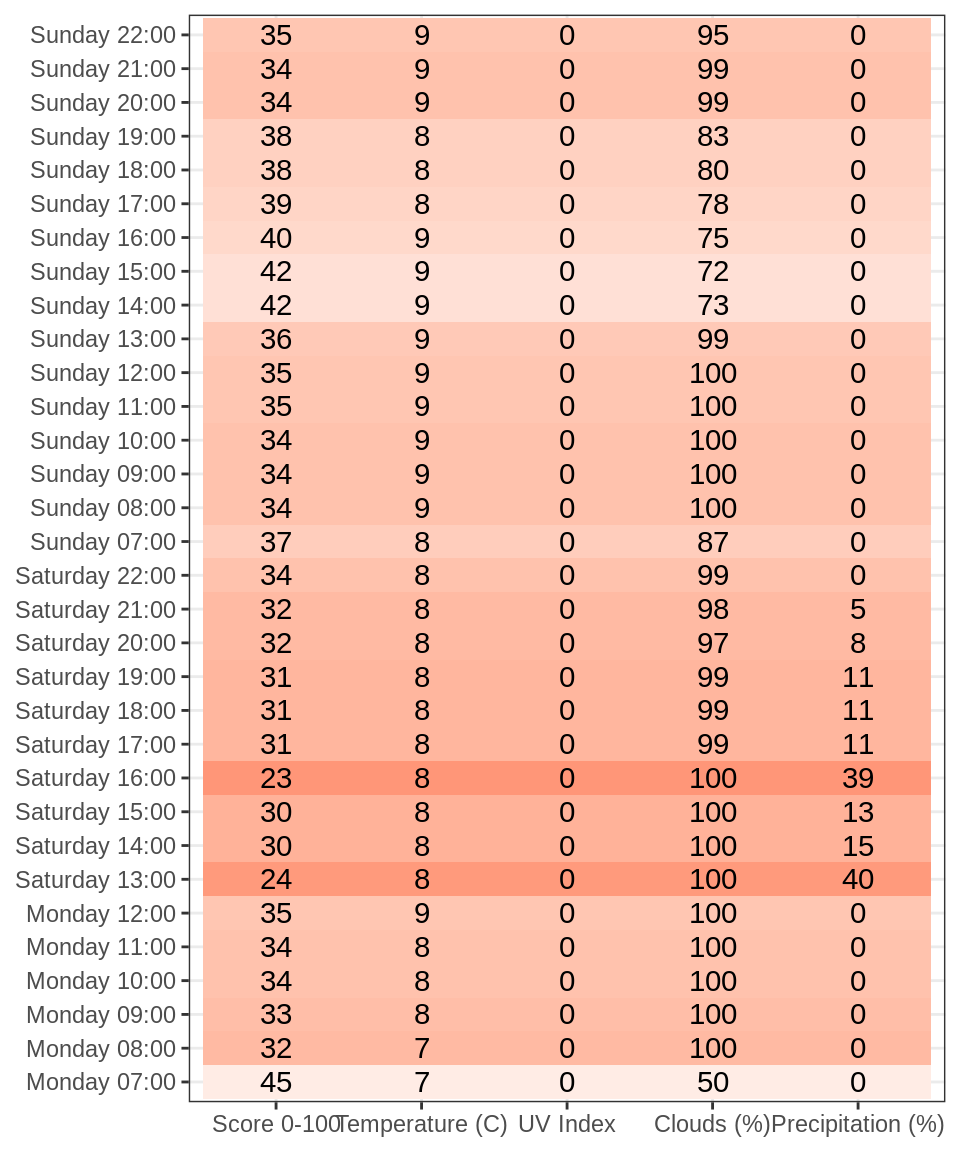 Sunday 22:00 35 9 0 95 0
Sunday 21:00 34 9 0 99 0
Sunday 20:00 34 9 0 99 0
Sunday 19:00 38 8 0 83 0
Sunday 18:00 38 8 0 80 0
Sunday 17:00 39 8 0 78 0
Sunday 16:00 40 9 0 75 0
Sunday 15:00 42 9 0 72 0
Sunday 14:00 42 9 0 73 0
Sunday 13:00 36 9 0 99 0
Sunday 12:00 35 9 0 100 0
Sunday 11:00 35 9 0 100 0
Sunday 10:00 34 9 0 100 0
Sunday 09:00 34 9 0 100 0
Sunday 08:00 34 9 0 100 0
Sunday 07:00 37 8 0 87 0
Saturday 22:00 34 8 0 99 0
Saturday 21:00 32 8 0 98 5
Saturday 20:00 32 8 0 97 8
Saturday 19:00 31 8 0 99 11
Saturday 18:00 31 8 0 99 11
Saturday 17:00 31 8 0 99 11
Saturday 16:00 23 8 0 100 39
Saturday 15:00 30 8 0 100 13
Saturday 14:00 30 8 0 100 15
Saturday 13:00 24 8 0 100 40
Monday 12:00 35 9 0 100 0
Monday 11:00 34 8 0 100 0
Monday 10:00 34 8 0 100 0
Monday 09:00 33 8 0 100 0
Monday 08:00 32 7 0 100 0
Monday 07:00 45 7 0 50 0
Score 0-100 Temperature (C) UV Index Clouds (%) Precipitation (%)